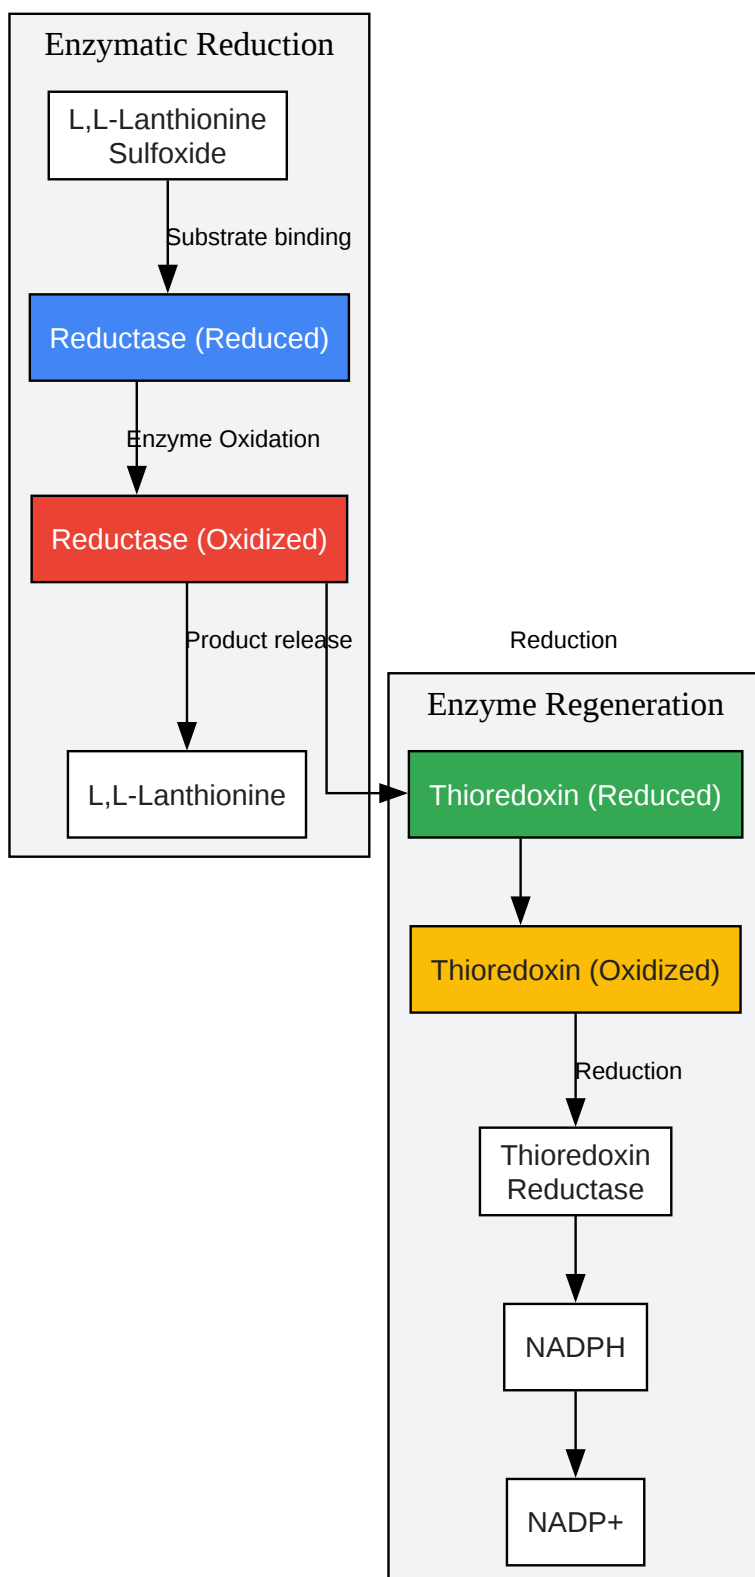 Enzymatic Reduction
L,L-Lanthionine
Sulfoxide
Substrate binding
Reductase (Reduced)
Enzyme Oxidation
Reductase (Oxidized)
Product release
Reduction
L,L-Lanthionine
Enzyme Regeneration
Thioredoxin (Reduced)
Thioredoxin (Oxidized)
Reduction
Thioredoxin
Reductase
NADPH
NADP+